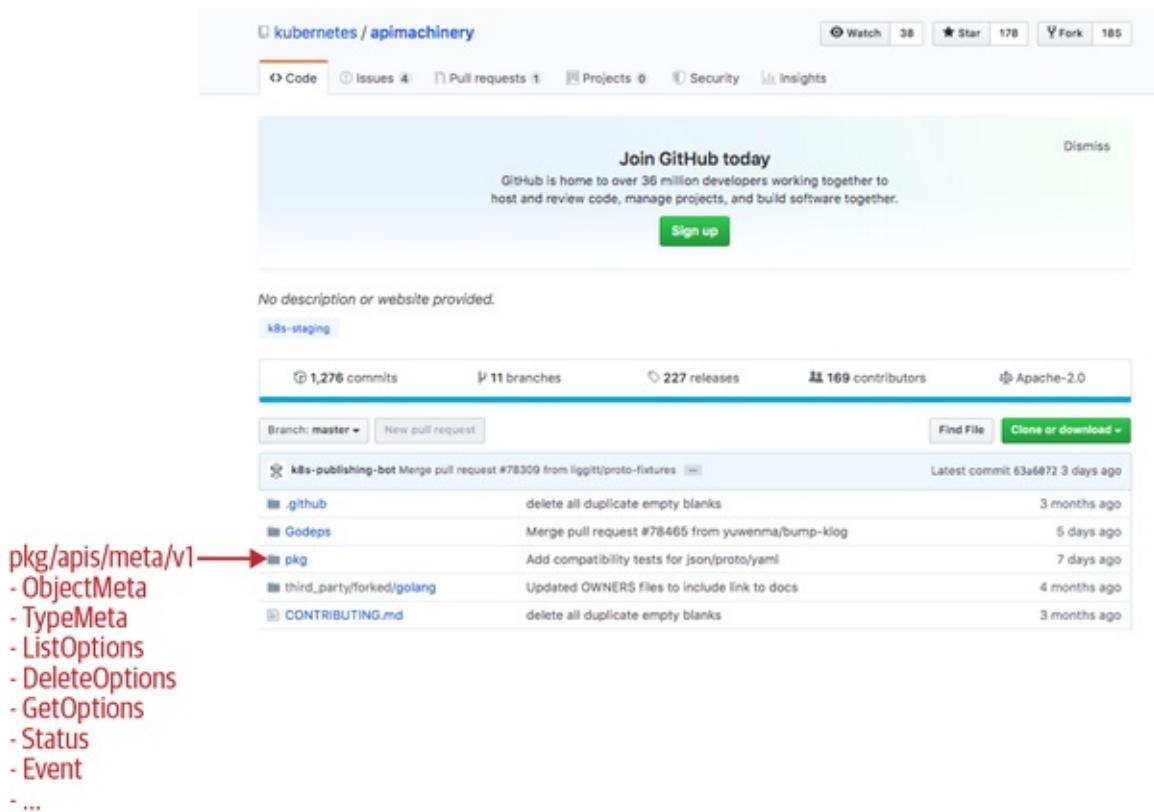 kubernetes / apimachinery
Watch 38 Star 178 Fork 185
Code Issues 4 Pull requests 1 Projects 0 Security Insights
Dismiss
Join GitHub today
GitHub is home to over 36 million developers working together to
host and review code, manage projects, and build software together.
Sign up
No description or website provided.
k8s-staging
1,276 commits 11 branches 227 releases 169 contributors Apache-2.0
Branch: master New pull request Find File Clone or download
k8s-publishing-bot Merge pull request #78309 from liggitt/proto-fixtures ... Latest commit 63a6072 3 days ago
.github delete all duplicate empty blanks 3 months ago
Godeps Merge pull request #78465 from yuwenma/bump-klog 5 days ago
pkg Add compatibility tests for json/proto/yaml 7 days ago
third_party/forked/golang Updated OWNERS files to include link to docs 4 months ago
CONTRIBUTING.md delete all duplicate empty blanks 3 months ago
pkg/apis/meta/v1
- ObjectMeta
- TypeMeta
- ListOptions
- DeleteOptions
- GetOptions
- Status
- Event
- ...